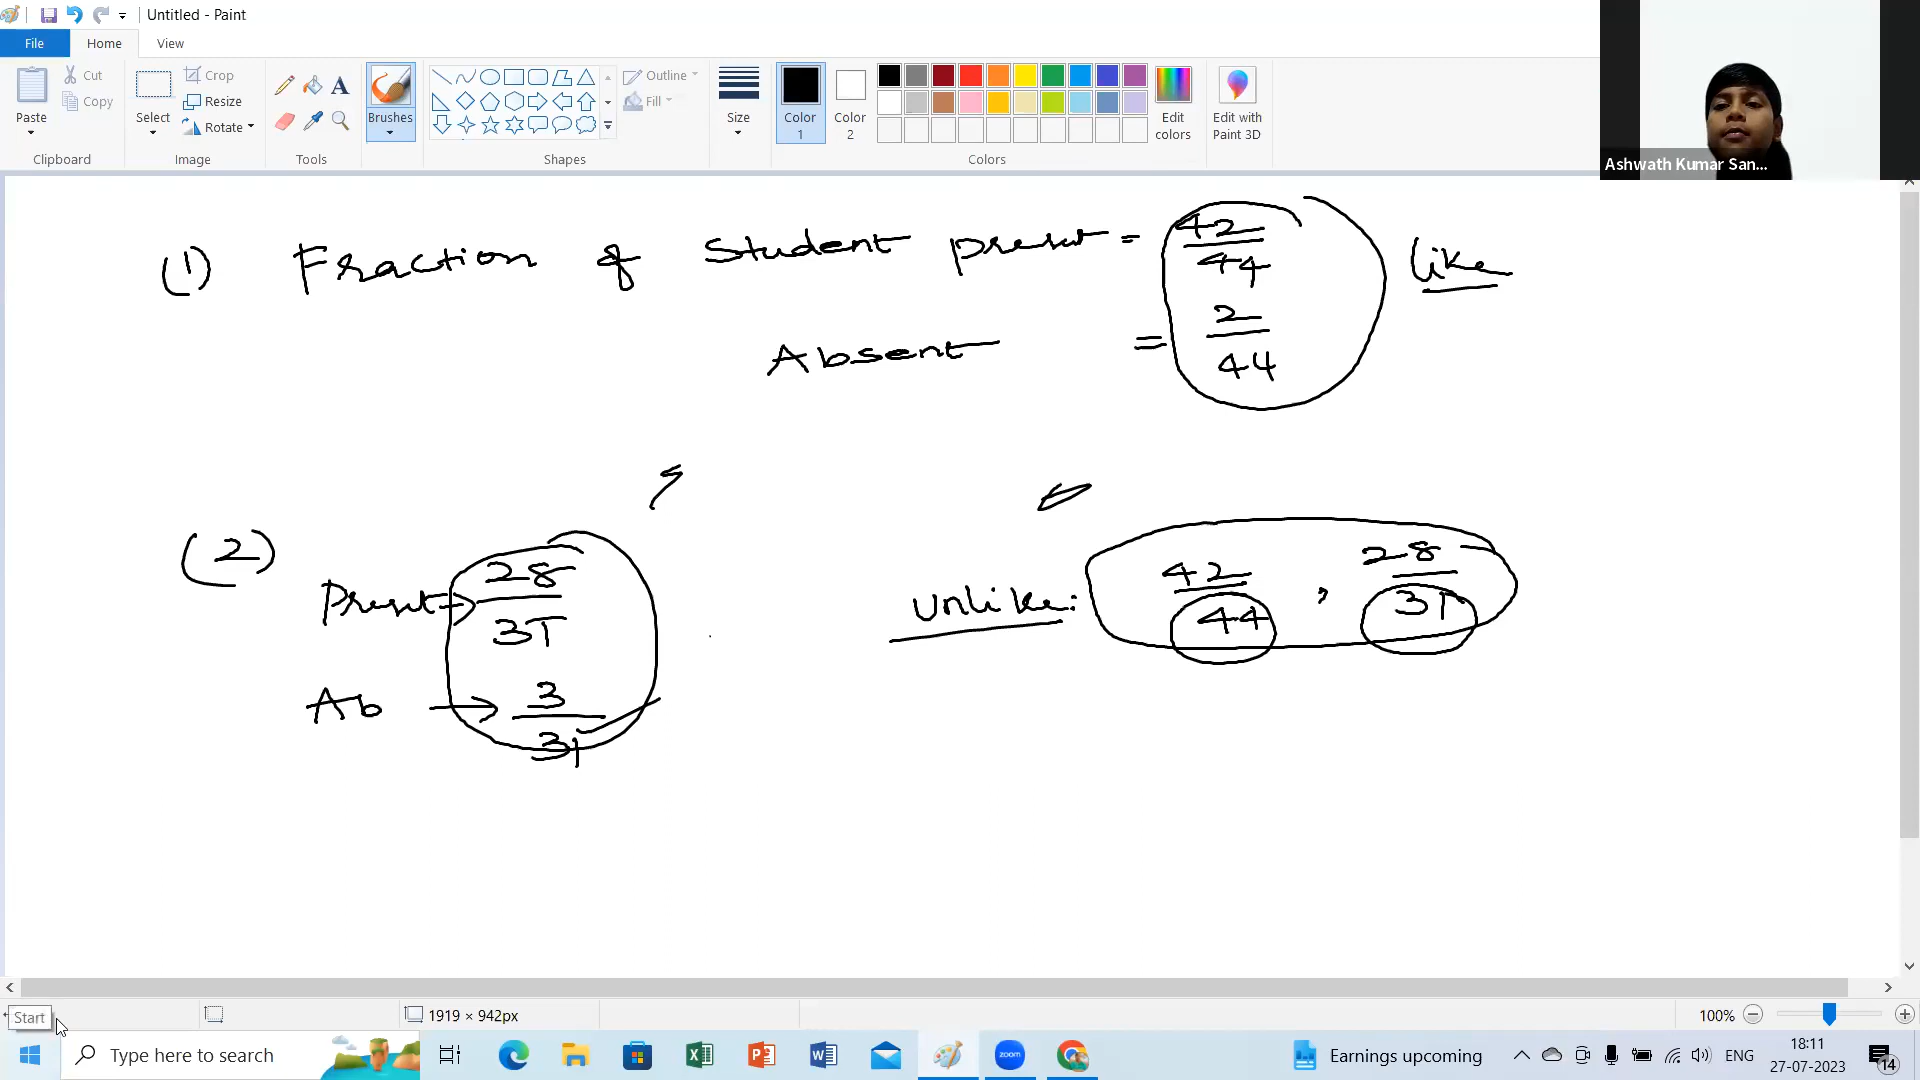 Untitled - Paint
File
Home
View
Paste
Cut
Copy
Clipboard
Select
Crop
Resize
Rotate
Image
Tools
Brushes
Shapes
Outline
Fill
Size
Color 1
Color 2
Colors
Edit colors
Edit with Paint 3D
Ashwath Kumar San...
(1) Fraction of Student present = 42/44 like
Absent = 2/44
(2)
Present → 28/31
Ab → 3/31
Unlike: 42/44 , 28/31
Start
1919 × 942px
100%
Type here to search
zoom
Earnings upcoming
ENG
18:11
27-07-2023
14